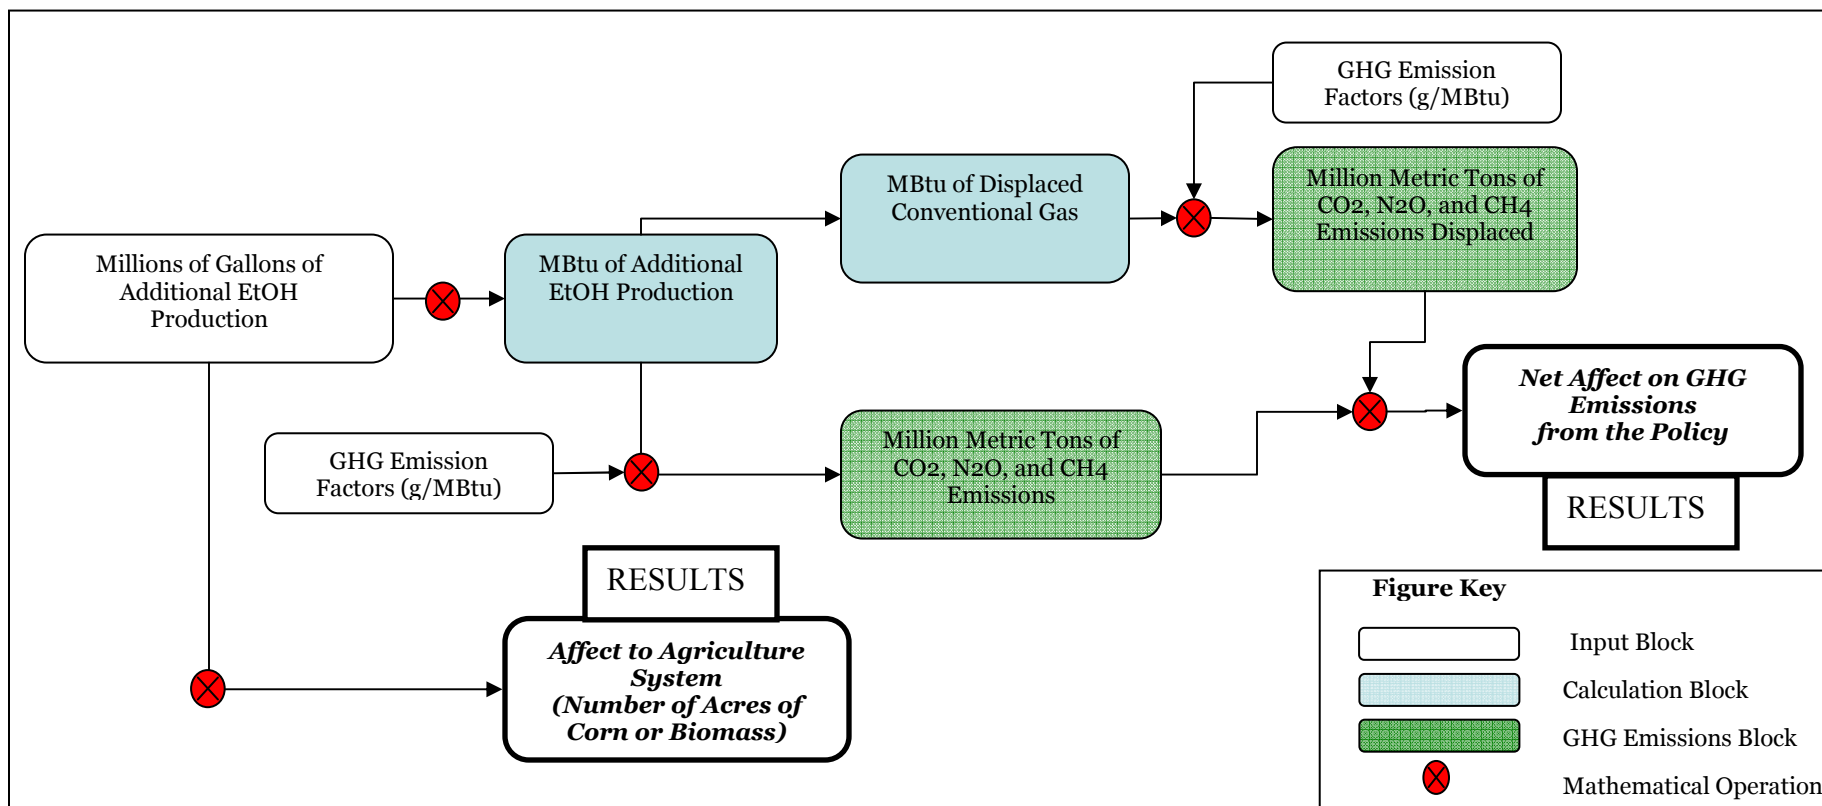 GHG Emission
Factors (g/MBtu)
MBtu of Displaced
Conventional Gas
Million Metric Tons of
CO2, N2O, and CH4
Emissions Displaced
Millions of Gallons of
Additional EtOH
Production
MBtu of Additional
EtOH Production
Net Affect on GHG
Emissions
from the Policy
RESULTS
GHG Emission
Factors (g/MBtu)
Million Metric Tons of
CO2, N2O, and CH4
Emissions
RESULTS
Affect to Agriculture
System
(Number of Acres of
Corn or Biomass)
Figure Key
Input Block
Calculation Block
GHG Emissions Block
Mathematical Operation